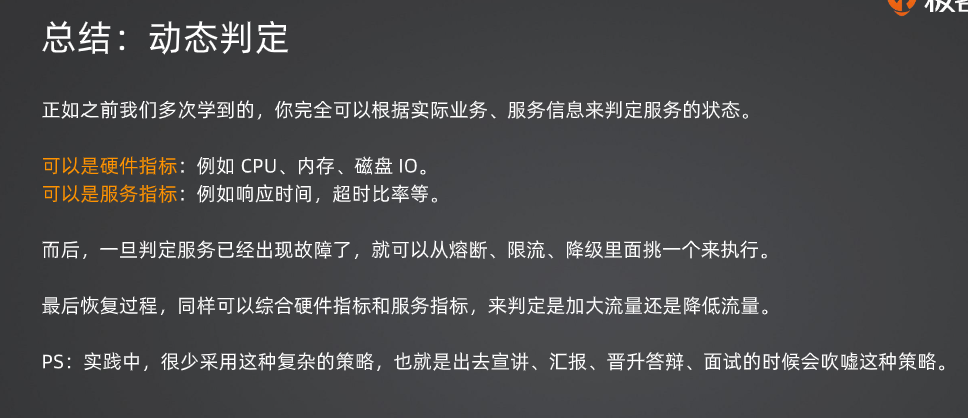 总结：动态判定
正如之前我们多次学到的，你完全可以根据实际业务、服务信息来判定服务的状态。
可以是硬件指标：例如 CPU、内存、磁盘 IO。
可以是服务指标：例如响应时间，超时比率等。
而后，一旦判定服务已经出现故障了，就可以从熔断、限流、降级里面挑一个来执行。
最后恢复过程，同样可以综合硬件指标和服务指标，来判定是加大流量还是降低流量。
PS：实践中，很少采用这种复杂的策略，也就是出去宣讲、汇报、晋升答辩、面试的时候会吹嘘这种策略。